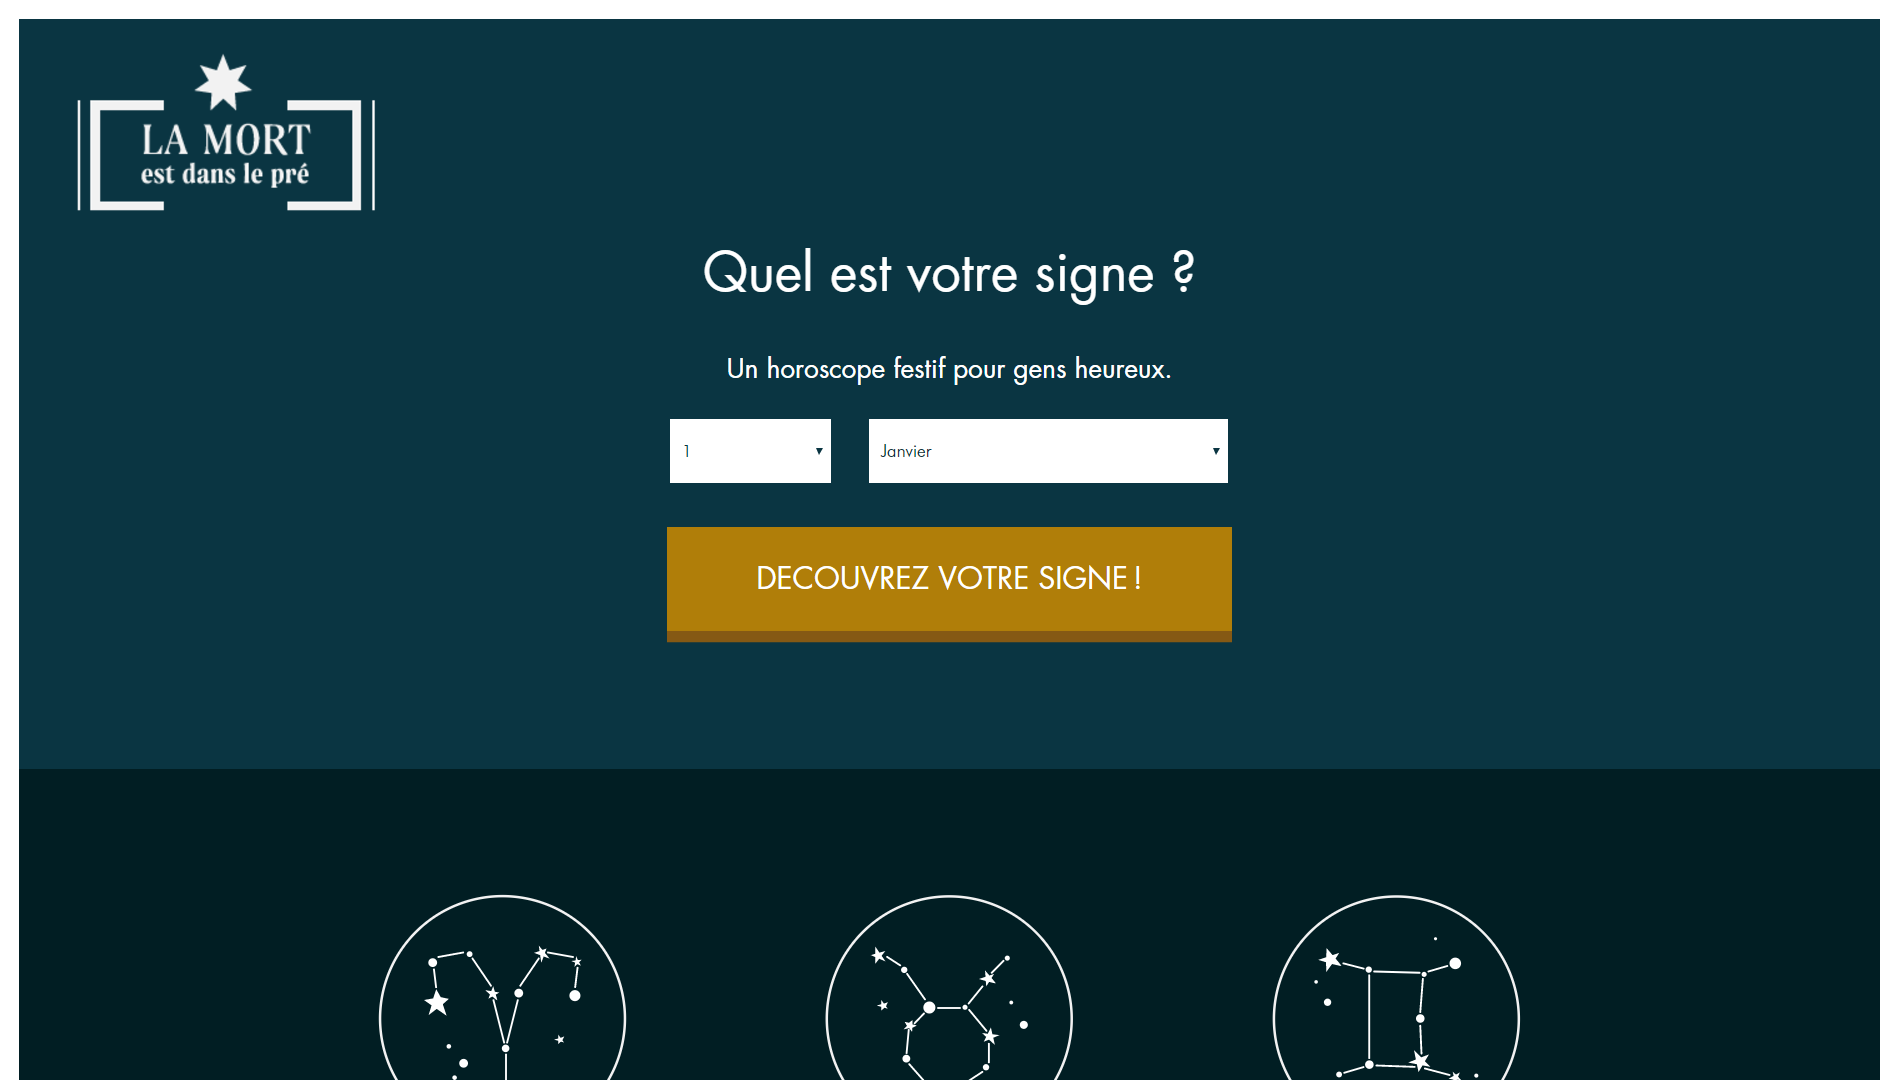 LA MORT
est dans le pré
Quel est votre signe ?
Un horoscope festif pour gens heureux.
1
Janvier
DECOUVREZ VOTRE SIGNE !